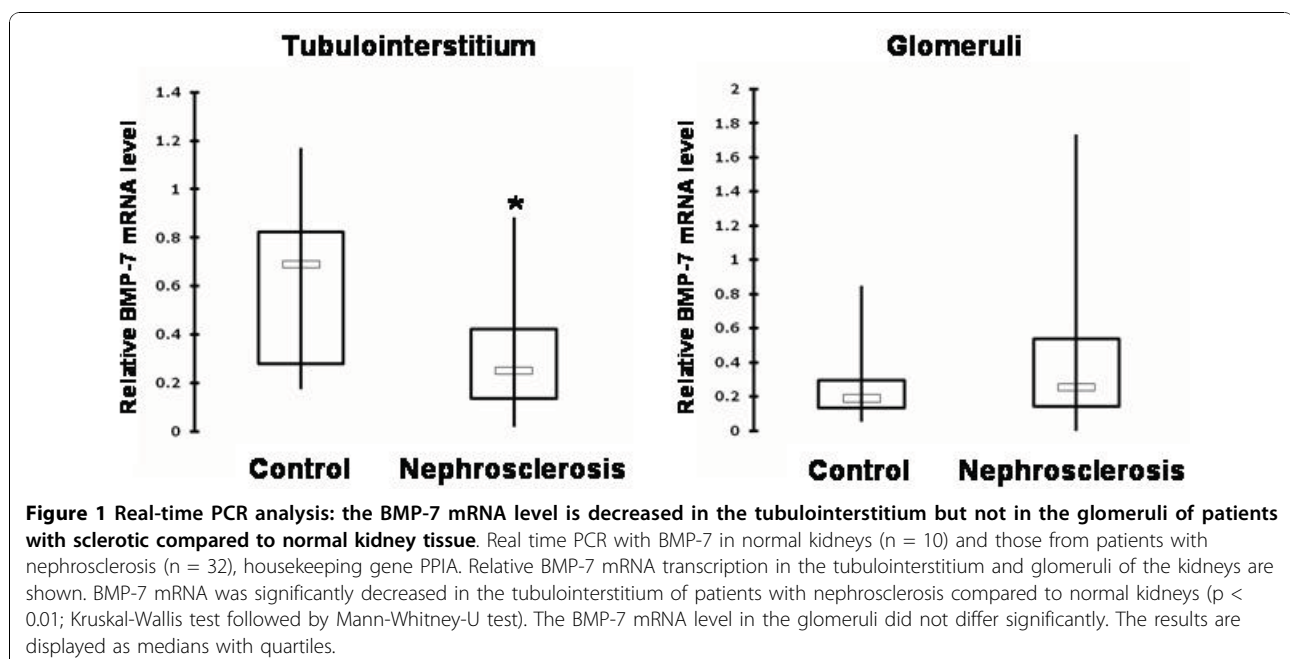 Tubulointerstitium
Glomeruli
Relative BMP-7 mRNA level
1.4
1.2
1
0.8
0.6
0.4
0.2
0
*
Control
Nephrosclerosis
Relative BMP-7 mRNA level
2
1.8
1.6
1.4
1.2
1
0.8
0.6
0.4
0.2
0
Control
Nephrosclerosis
Figure 1 Real-time PCR analysis: the BMP-7 mRNA level is decreased in the tubulointerstitium but not in the glomeruli of patients
with sclerotic compared to normal kidney tissue. Real time PCR with BMP-7 in normal kidneys (n = 10) and those from patients with
nephrosclerosis (n = 32), housekeeping gene PPIA. Relative BMP-7 mRNA transcription in the tubulointerstitium and glomeruli of the kidneys are
shown. BMP-7 mRNA was significantly decreased in the tubulointerstitium of patients with nephrosclerosis compared to normal kidneys (p <
0.01; Kruskal-Wallis test followed by Mann-Whitney-U test). The BMP-7 mRNA level in the glomeruli did not differ significantly. The results are
displayed as medians with quartiles.